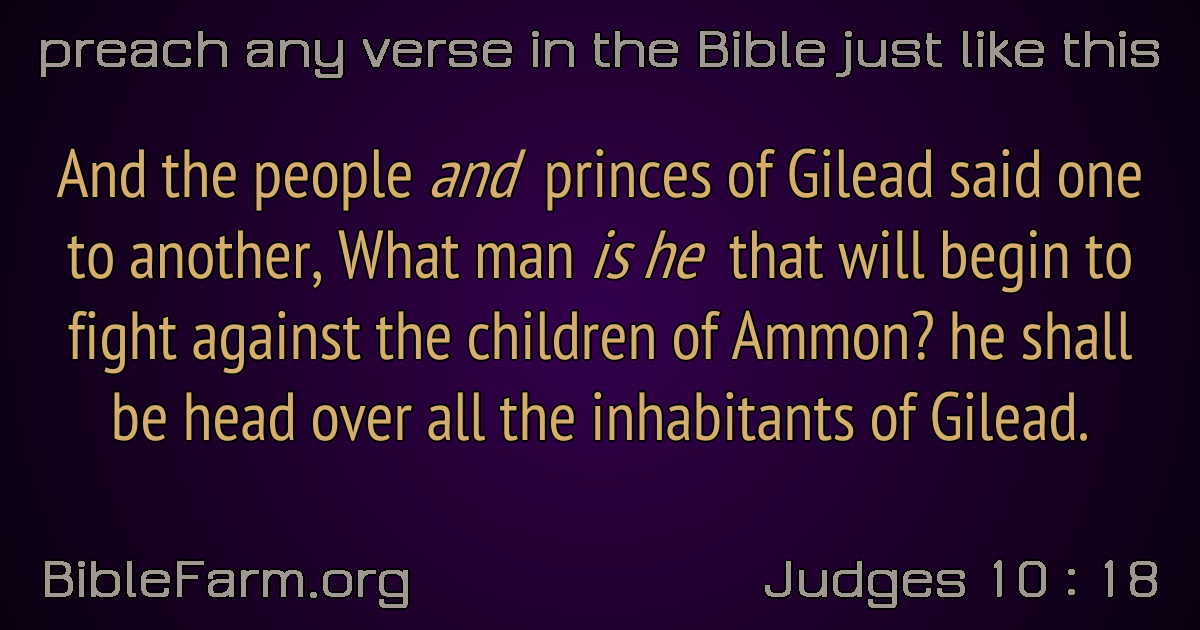 preach any verse in the Bible just like this
And the people and princes of Gilead said one
to another, What man is he that will begin to
fight against the children of Ammon? he shall
be head over all the inhabitants of Gilead.
BibleFarm.org
Judges 10 : 18